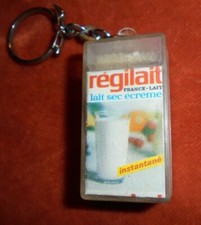 régilait
FRANCE-LAIT
lait sec écrémé
instantané